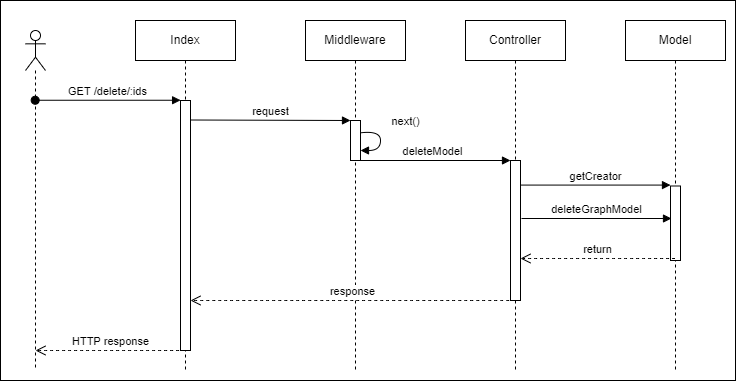 Index
Middleware
Controller
Model
GET /delete/:ids
request
next()
deleteModel
getCreator
deleteGraphModel
return
response
HTTP response